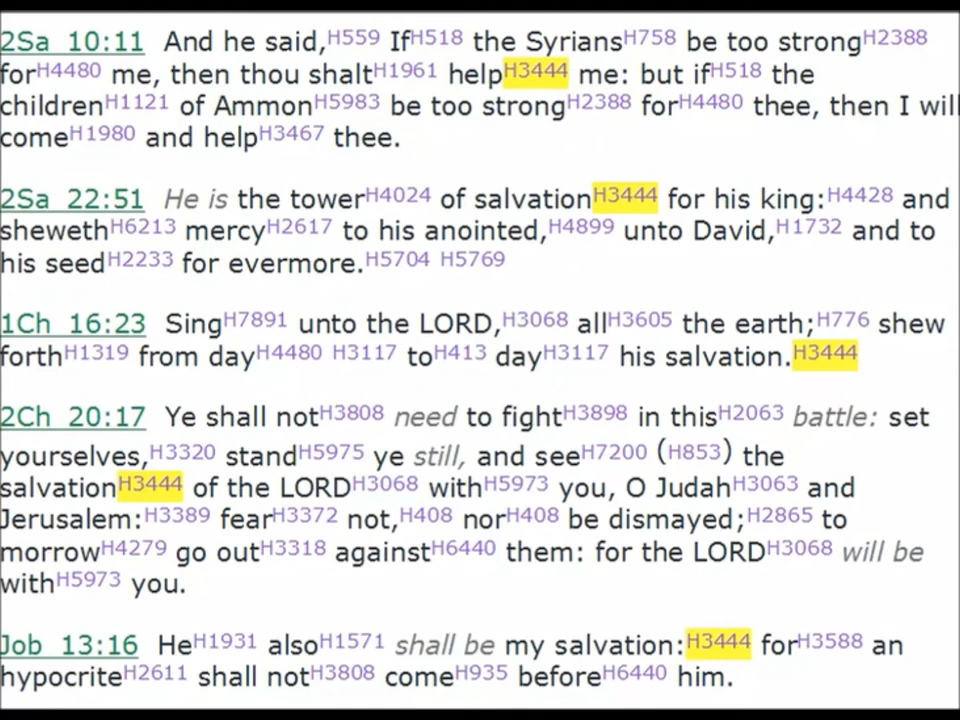 2Sa 10:11 And he said,H559 IfH518 the SyriansH758 be too strongH2388
forH4480 me, then thou shaltH1961 helpH3444 me: but ifH518 the
childrenH1121 of AmmonH5983 be too strongH2388 forH4480 thee, then I will
comeH1980 and helpH3467 thee.
2Sa 22:51 He is the towerH4024 of salvationH3444 for his king:H4428 and
shewethH6213 mercyH2617 to his anointed,H4899 unto David,H1732 and to
his seedH2233 for evermore.H5704 H5769
1Ch 16:23 SingH7891 unto the LORD,H3068 allH3605 the earth;H776 shew
forthH1319 from dayH4480 H3117 toH413 dayH3117 his salvation.H3444
2Ch 20:17 Ye shall notH3808 need to fightH3898 in thisH2063 battle: set
yourselves,H3320 standH5975 ye still, and seeH7200 (H853) the
salvationH3444 of the LORDH3068 withH5973 you, O JudahH3063 and
Jerusalem:H3389 fearH3372 not,H408 norH408 be dismayed;H2865 to
morrowH4279 go outH3318 againstH6440 them: for the LORDH3068 will be
withH5973 you.
Job 13:16 HeH1931 alsoH1571 shall be my salvation:H3444 forH3588 an
hypocriteH2611 shall notH3808 comeH935 beforeH6440 him.